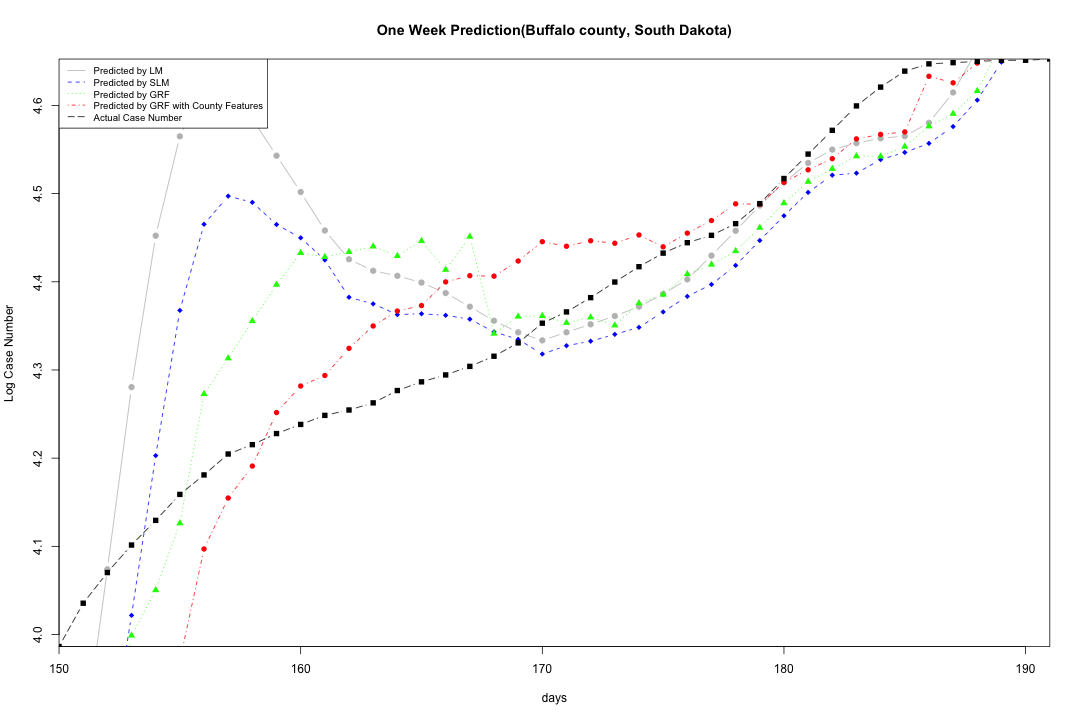 One Week Prediction(Buffalo county, South Dakota)
Predicted by LM
Predicted by SLM
Predicted by GRF
Predicted by GRF with County Features
Actual Case Number
Log Case Number
4.6
4.5
4.4
4.3
4.2
4.1
4.0
150 160 170 180 190
days